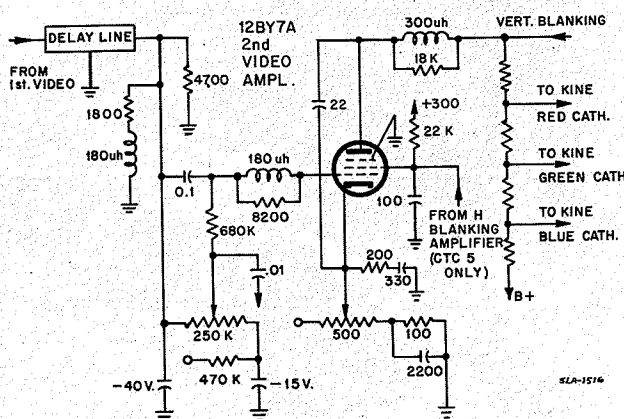 12BY7A
2nd
VIDEO
AMPL.
300uh
VERT. BLANKING
DELAY LINE
FROM
1st. VIDEO
4700
18K
22
+300
22 K
TO KINE
RED CATH.
1800
180uh
180 uh
0.1
8200
100
FROM H
BLANKING
AMPLIFIER
(CTC 5
ONLY)
TO KINE
GREEN CATH
TO KINE
BLUE CATH.
680K
.01
200
330
B+
250 K
500
100
470 K
2200
-40V.
-15V.
SLA-1516